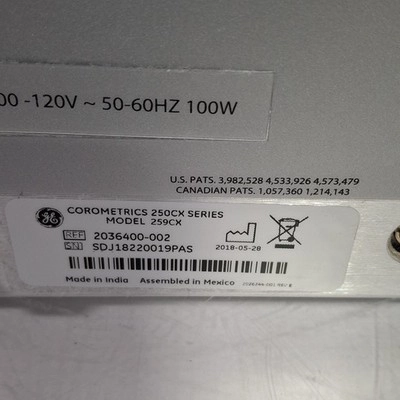 00 -120V ~ 50-60HZ 100W
U.S. PATS. 3,982,528 4,533,926 4,573,479
CANADIAN PATS. 1,057,360 1,214,143
COROMETRICS 250CX SERIES
MODEL 259CX
REF 2036400-002
SN SDJ18220019PAS
2018-05-28
Made in India Assembled in Mexico